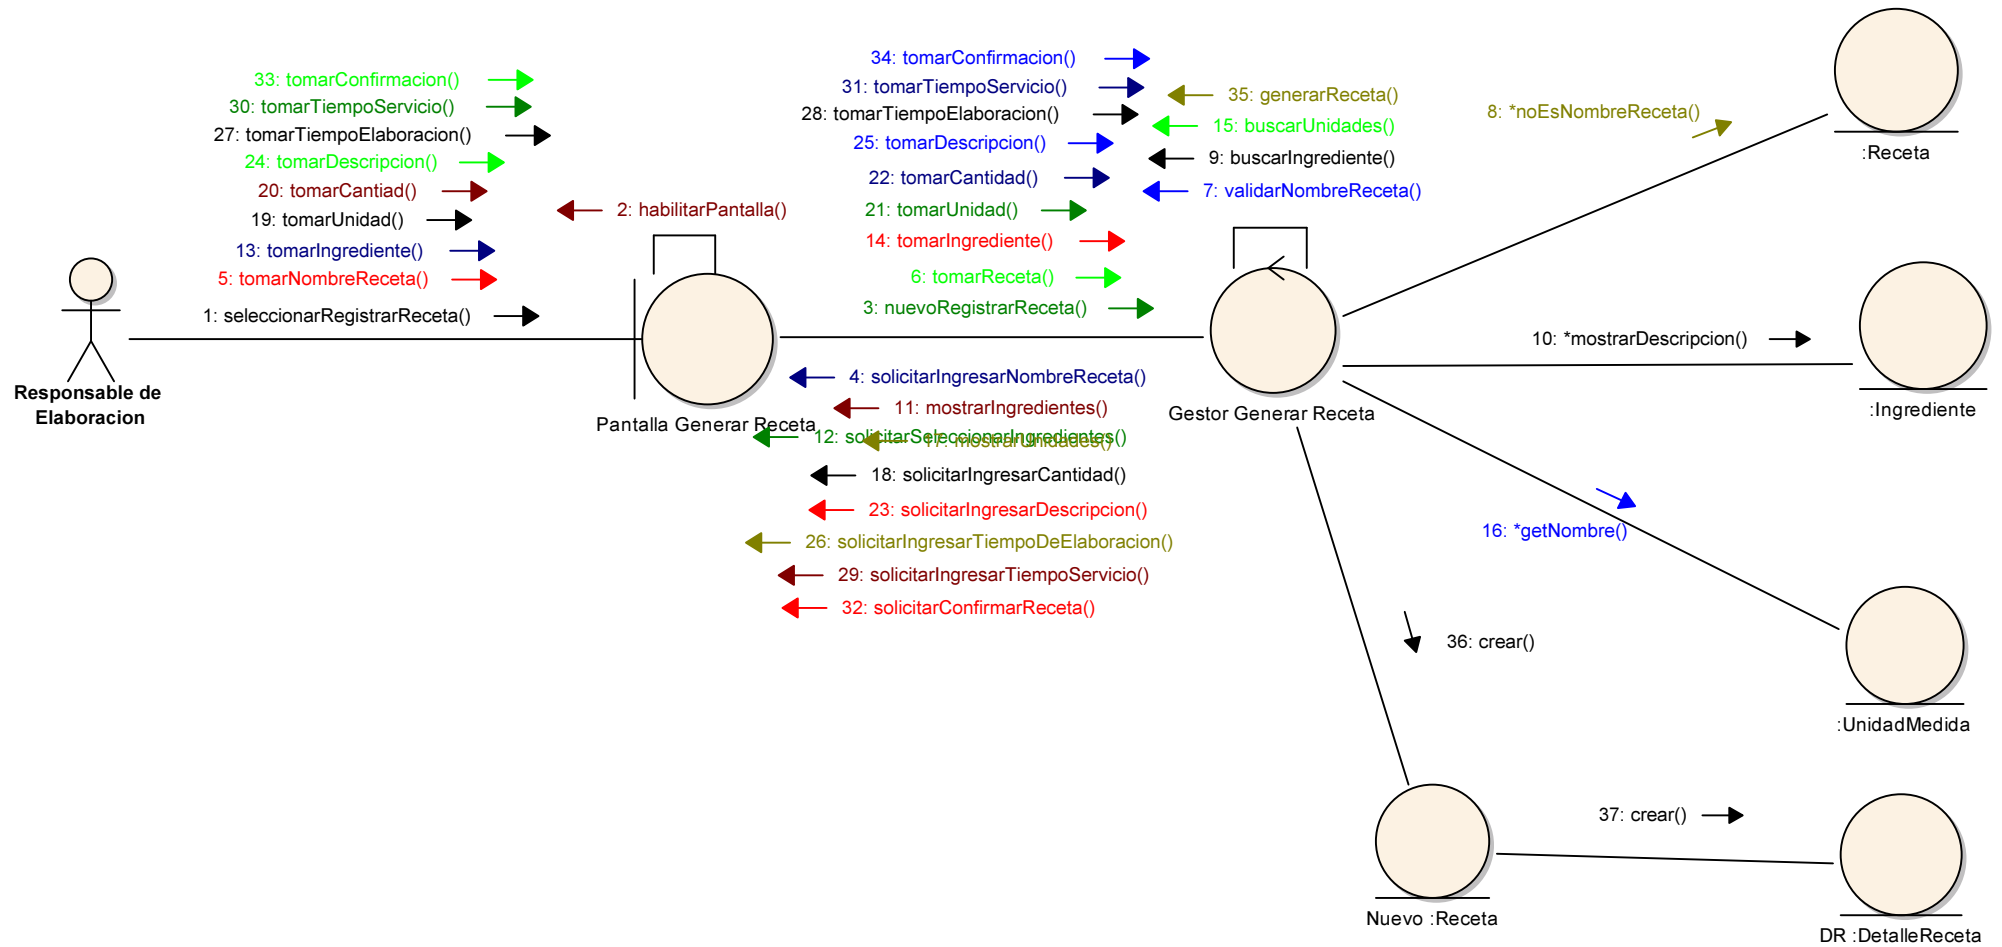 33: tomarConfirmacion()
30: tomarTiempoServicio()
27: tomarTiempoElaboracion()
24: tomarDescripcion()
20: tomarCantiad()
19: tomarUnidad()
13: tomarIngrediente()
5: tomarNombreReceta()
1: seleccionarRegistrarReceta()
Responsable de
Elaboracion
2: habilitarPantalla()
Pantalla Generar Receta
34: tomarConfirmacion()
31: tomarTiempoServicio()
28: tomarTiempoElaboracion()
25: tomarDescripcion()
22: tomarCantidad()
21: tomarUnidad()
14: tomarIngrediente()
6: tomarReceta()
3: nuevoRegistrarReceta()
35: generarReceta()
15: buscarUnidades()
9: buscarIngrediente()
7: validarNombreReceta()
Gestor Generar Receta
4: solicitarIngresarNombreReceta()
11: mostrarIngredientes()
12: solicitarSeleccionarIngredientes()
17: mostrarUnidades()
18: solicitarIngresarCantidad()
23: solicitarIngresarDescripcion()
26: solicitarIngresarTiempoDeElaboracion()
29: solicitarIngresarTiempoServicio()
32: solicitarConfirmarReceta()
8: *noEsNombreReceta()
:Receta
10: *mostrarDescripcion()
:Ingrediente
16: *getNombre()
:UnidadMedida
36: crear()
Nuevo :Receta
37: crear()
DR :DetalleReceta